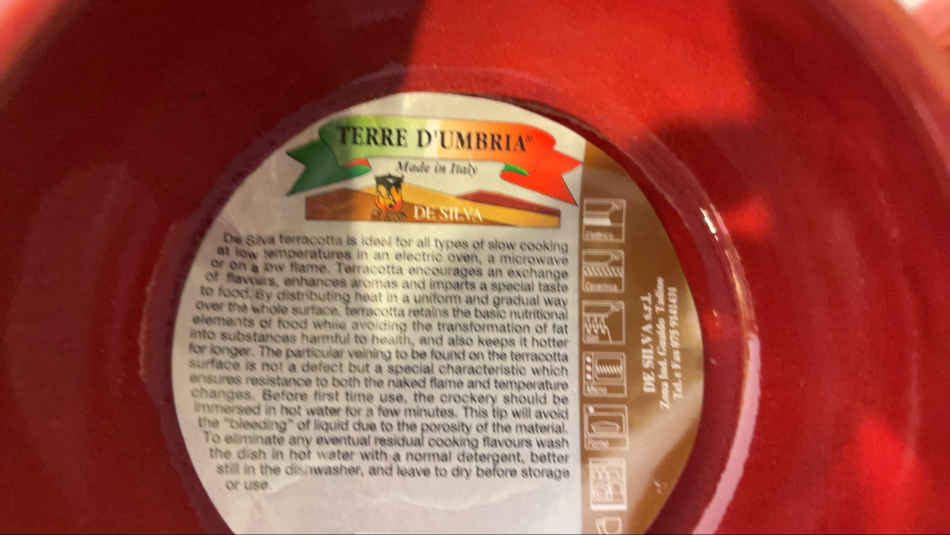 TERRE D'UMBRIA®
Made in Italy
DE SILVA
De Silva terracotta is ideal for all types of slow cooking
at low temperatures in an electric oven, a microwave
or on a low flame. Terracotta encourages an exchange
of flavours, enhances aromas and imparts a special taste
to food. By distributing heat in a uniform and gradual way
over the whole surface, terracotta retains the basic nutritional
elements of food while avoiding the transformation of fat
into substances harmful to health, and also keeps it hotter
for longer. The particular veining to be found on the terracotta
surface is not a defect but a special characteristic which
ensures resistance to both the naked flame and temperature
changes. Before first time use, the crockery should be
immersed in hot water for a few minutes. This tip will avoid
the "bleeding" of liquid due to the porosity of the material.
To eliminate any eventual residual cooking flavours wash
the dish in hot water with a normal detergent, better
still in the dishwasher, and leave to dry before storage
or use.
DE SILVA s.r.l.
Zona Ind. Gualdo Tadino
Tel. e Fax 075 9141431